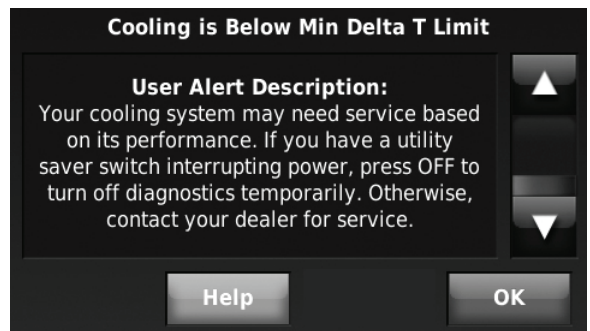 Cooling is Below Min Delta T Limit
User Alert Description:
Your cooling system may need service based
on its performance. If you have a utility
saver switch interrupting power, press OFF to
turn off diagnostics temporarily. Otherwise,
contact your dealer for service.
Help
OK